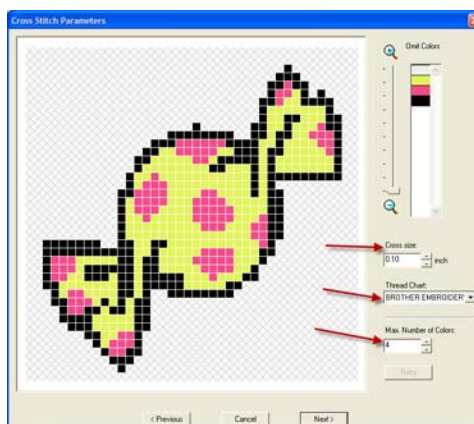 Cross Stitch Parameters
Omit Colors
Cross size:
0.10
inch
Thread Chart:
BROTHER EMBROIDERY
Max. Number of Colors:
4
Retry
< Previous
Cancel
Next >